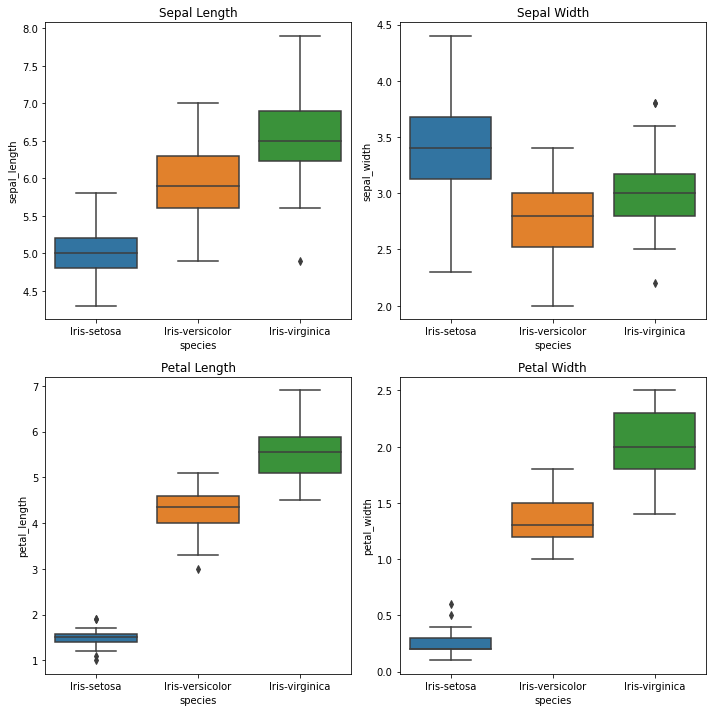 Sepal Length
8.0
7.5
7.0
6.5
6.0
5.5
5.0
4.5
sepal_length
Iris-setosa Iris-versicolor Iris-virginica
species
Sepal Width
4.5
4.0
3.5
3.0
2.5
2.0
sepal_width
Iris-setosa Iris-versicolor Iris-virginica
species
Petal Length
7
6
5
4
3
2
1
petal_length
Iris-setosa Iris-versicolor Iris-virginica
species
Petal Width
2.5
2.0
1.5
1.0
0.5
0.0
petal_width
Iris-setosa Iris-versicolor Iris-virginica
species